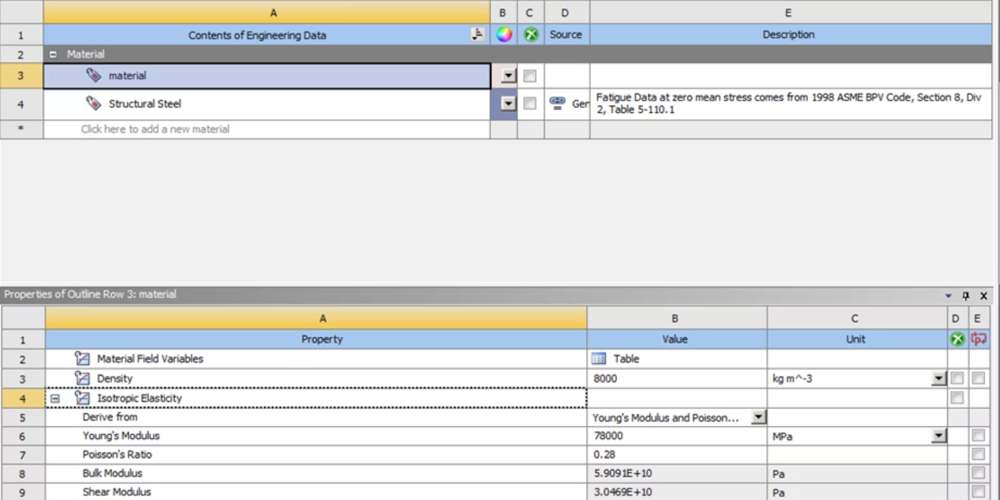 A B C D E
1 Contents of Engineering Data Source Description
2 Material
3 material
4 Structural Steel Gen Fatigue Data at zero mean stress comes from 1998 ASME BPV Code, Section 8, Div
2, Table 5-110.1
* Click here to add a new material
Properties of Outline Row 3: material
A B C D E
1 Property Value Unit
2 Material Field Variables Table
3 Density 8000 kg m^-3
4 Isotropic Elasticity
5 Derive from Young's Modulus and Poisson...
6 Young's Modulus 78000 MPa
7 Poisson's Ratio 0.28
8 Bulk Modulus 5.9091E+10 Pa
9 Shear Modulus 3.0469E+10 Pa